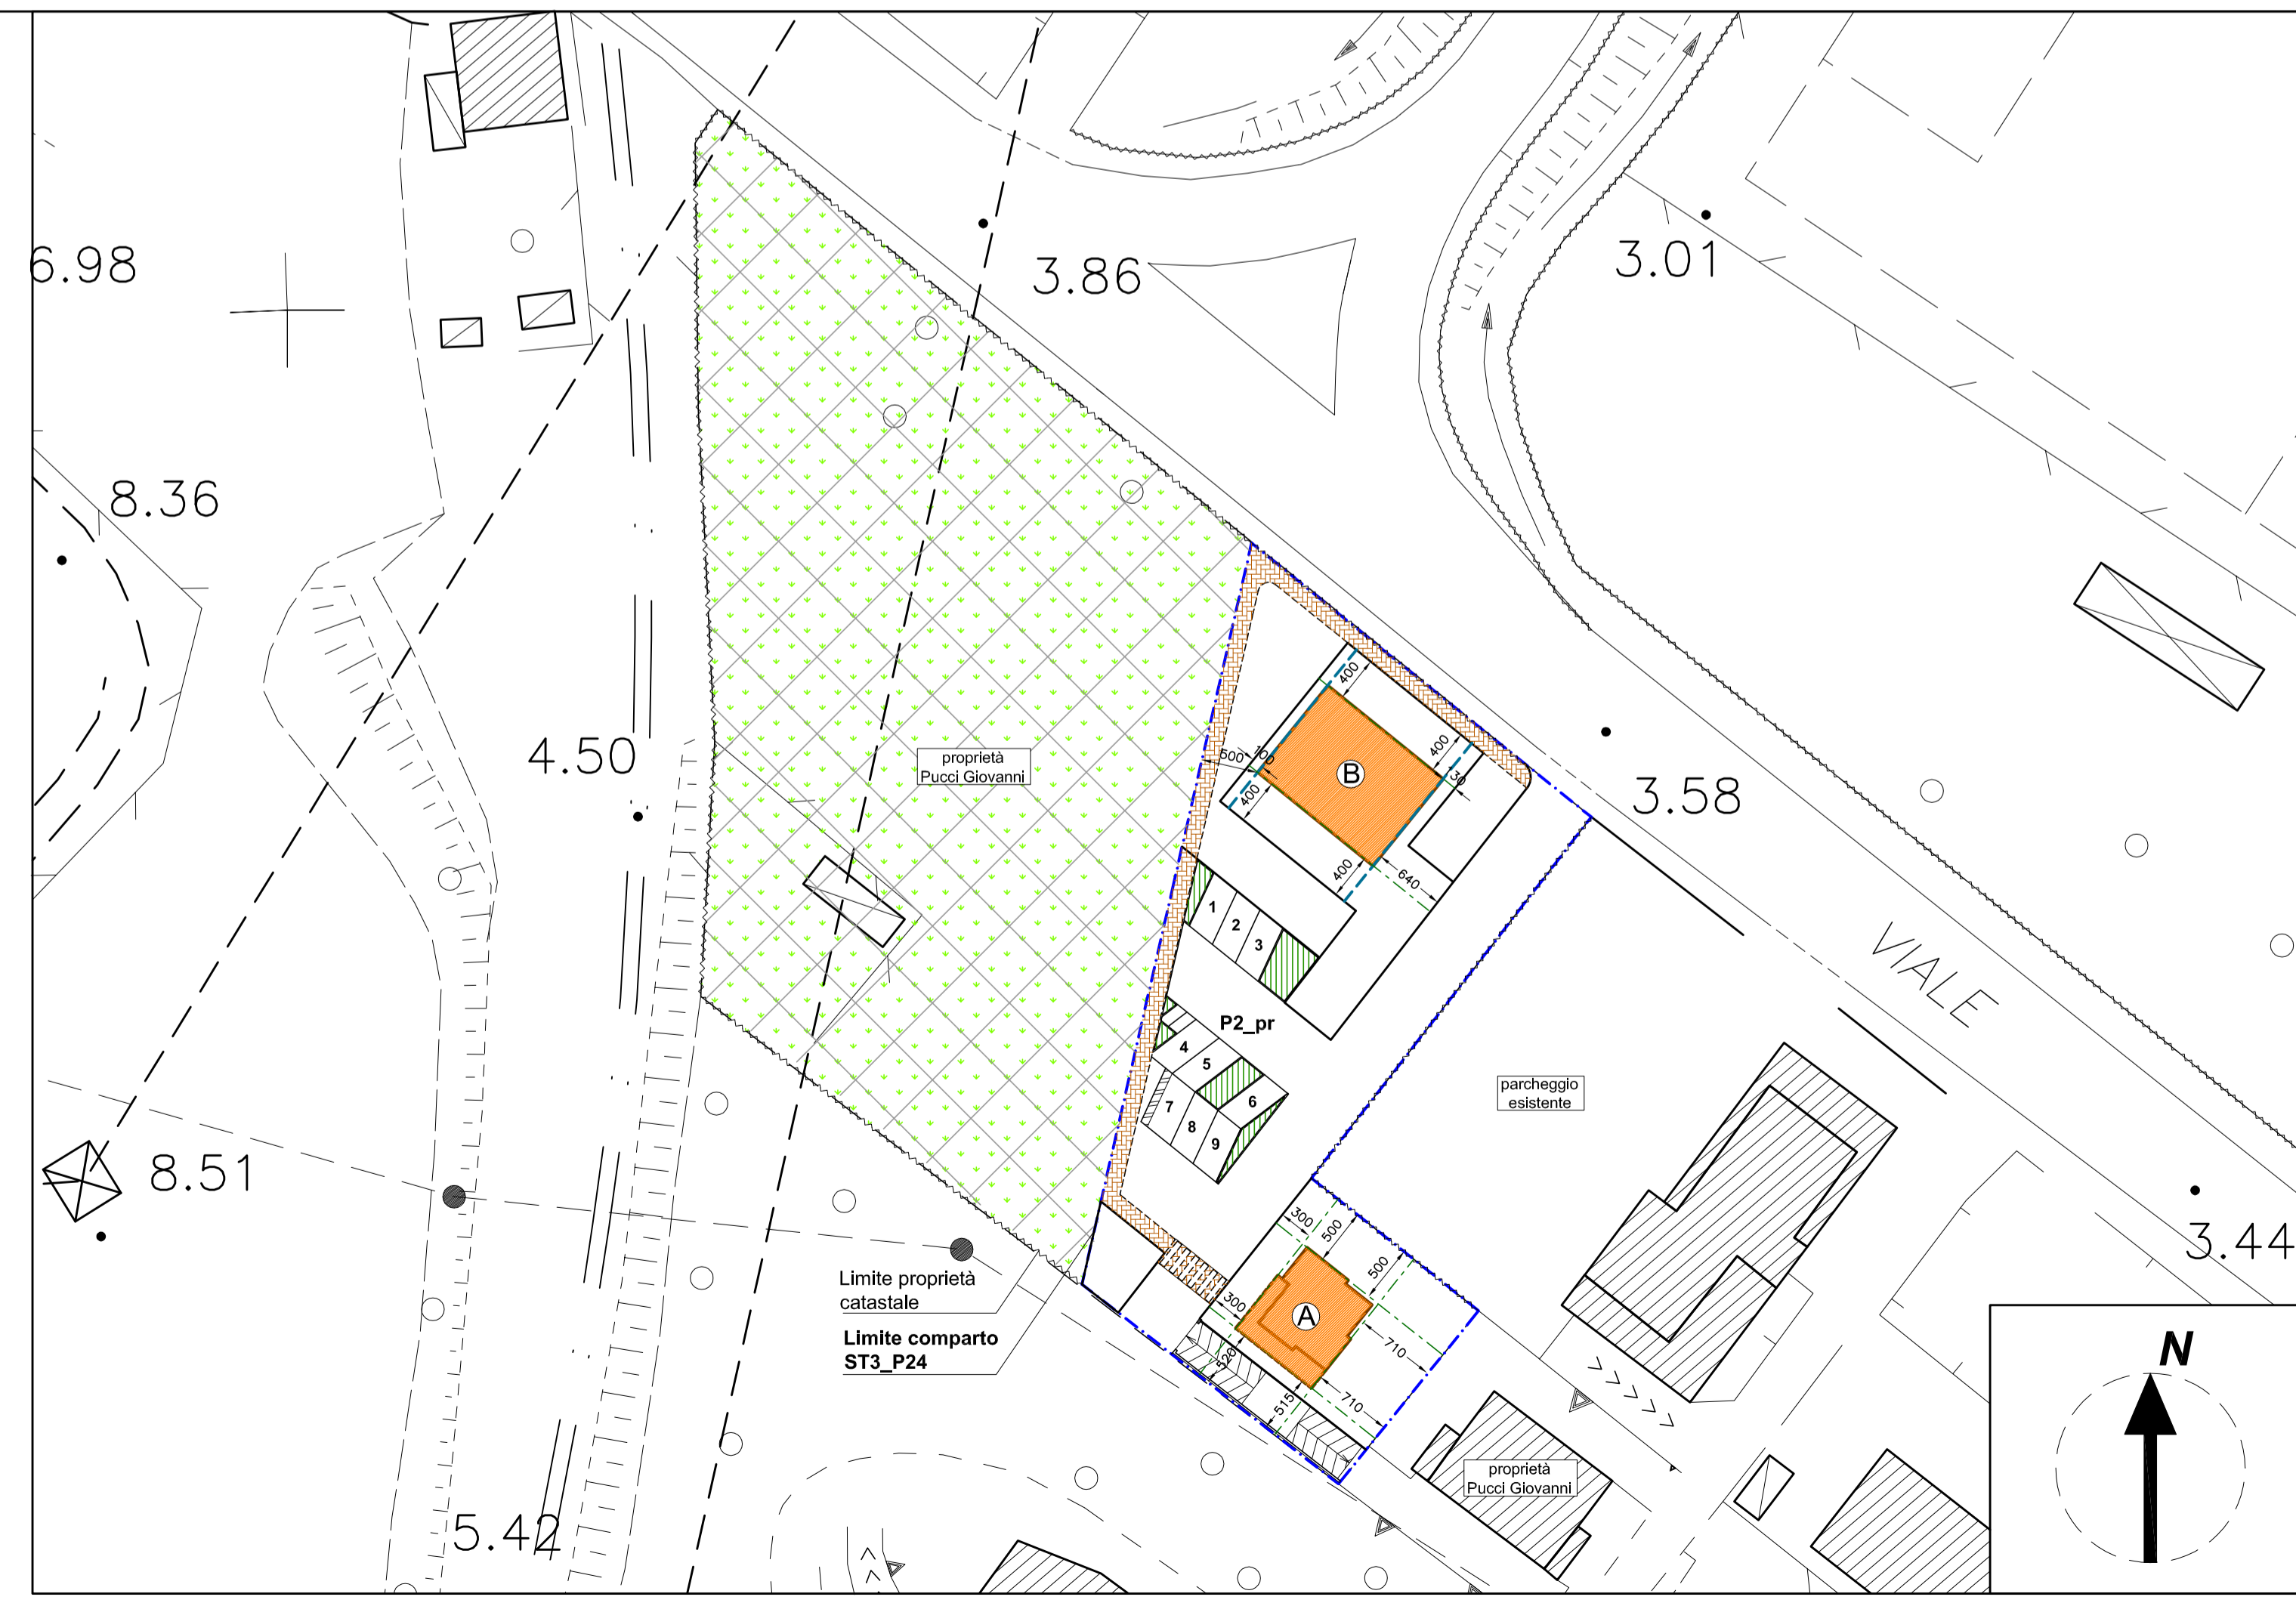 6.98
3.86
3.01
8.36
4.50
proprietà
Pucci Giovanni
400
400
500
100
B
130
400
400
640
3.58
1
2
3
VIALE
P2_pr
4
5
6
7
8
9
parcheggio
esistente
8.51
3.44
300
500
500
Limite proprietà
catastale
Limite comparto
ST3_P24
300
A
710
520
710
515
proprietà
Pucci Giovanni
5.42
N